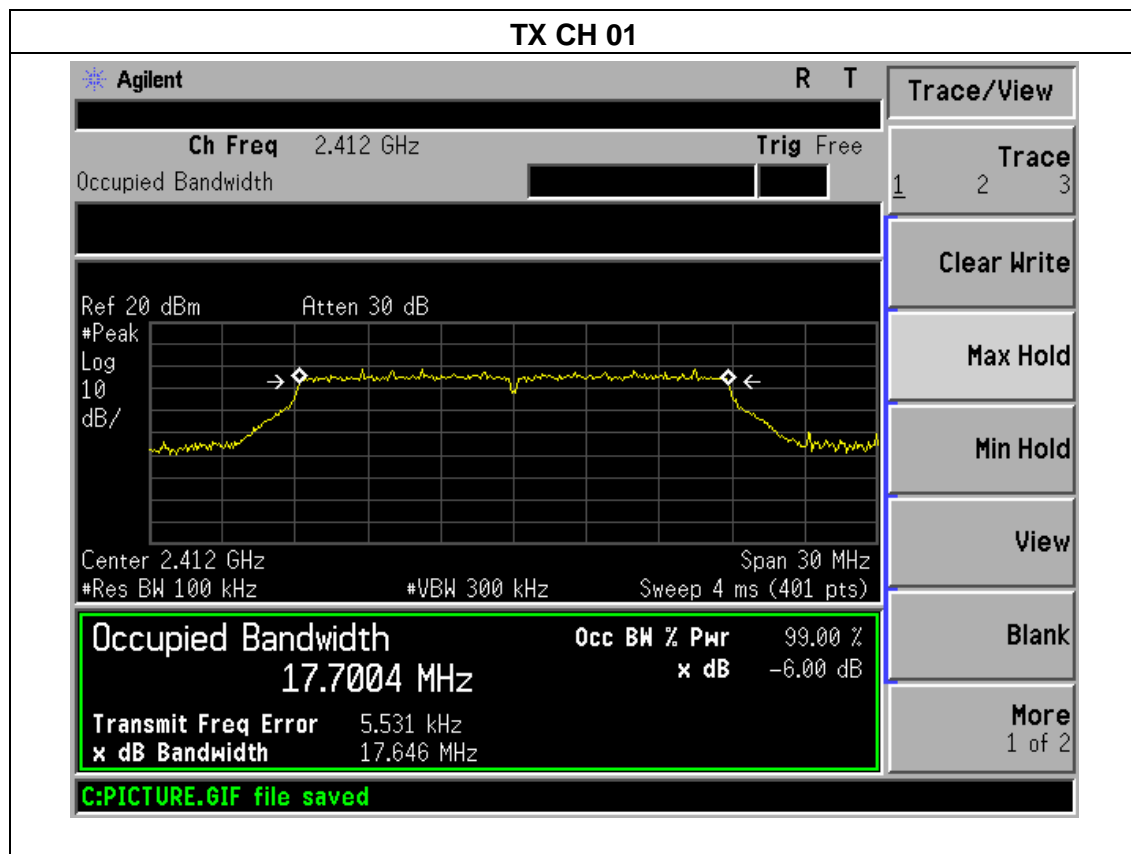 TX CH 01
Agilent R T
Trace/View
Ch Freq 2.412 GHz Trig Free
Occupied Bandwidth
Trace
1 2 3
Clear Write
Ref 20 dBm Atten 30 dB
#Peak
Log
10
dB/
Max Hold
Min Hold
View
Center 2.412 GHz Span 30 MHz
#Res BW 100 kHz #VBW 300 kHz Sweep 4 ms (401 pts)
Occupied Bandwidth Occ BW % Pwr 99.00 %
17.7004 MHz x dB -6.00 dB
Blank
Transmit Freq Error 5.531 kHz
x dB Bandwidth 17.646 MHz
More
1 of 2
C:PICTURE.GIF file saved